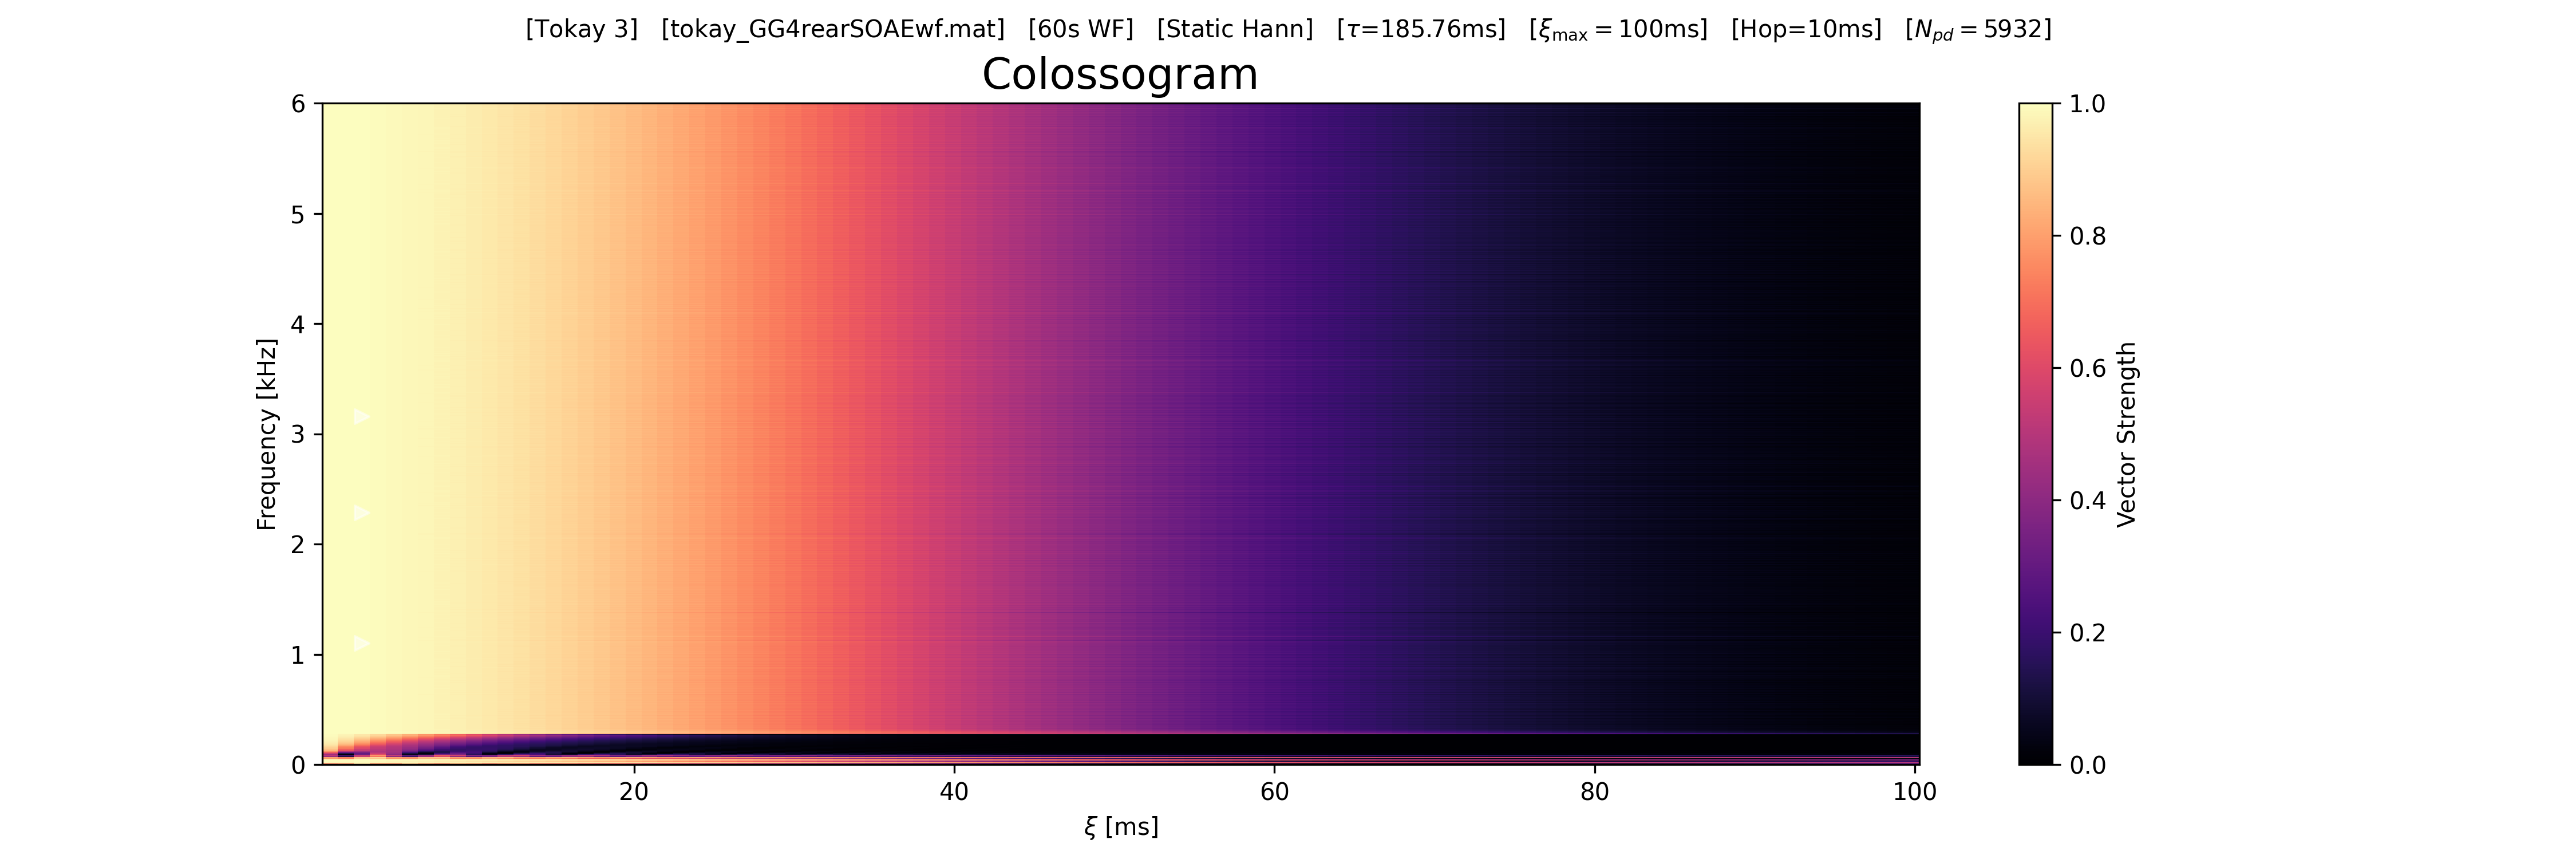 [Tokay 3] [tokay_GG4rearSOAEwf.mat] [60s WF] [Static Hann] [τ=185.76ms] [ξmax = 100ms] [Hop=10ms] [Npd = 5932]
Colossogram
6
5
4
3
2
1
0
Frequency [kHz]
20 40 60 80 100
ξ [ms]
1.0
0.8
0.6
0.4
0.2
0.0
Vector Strength